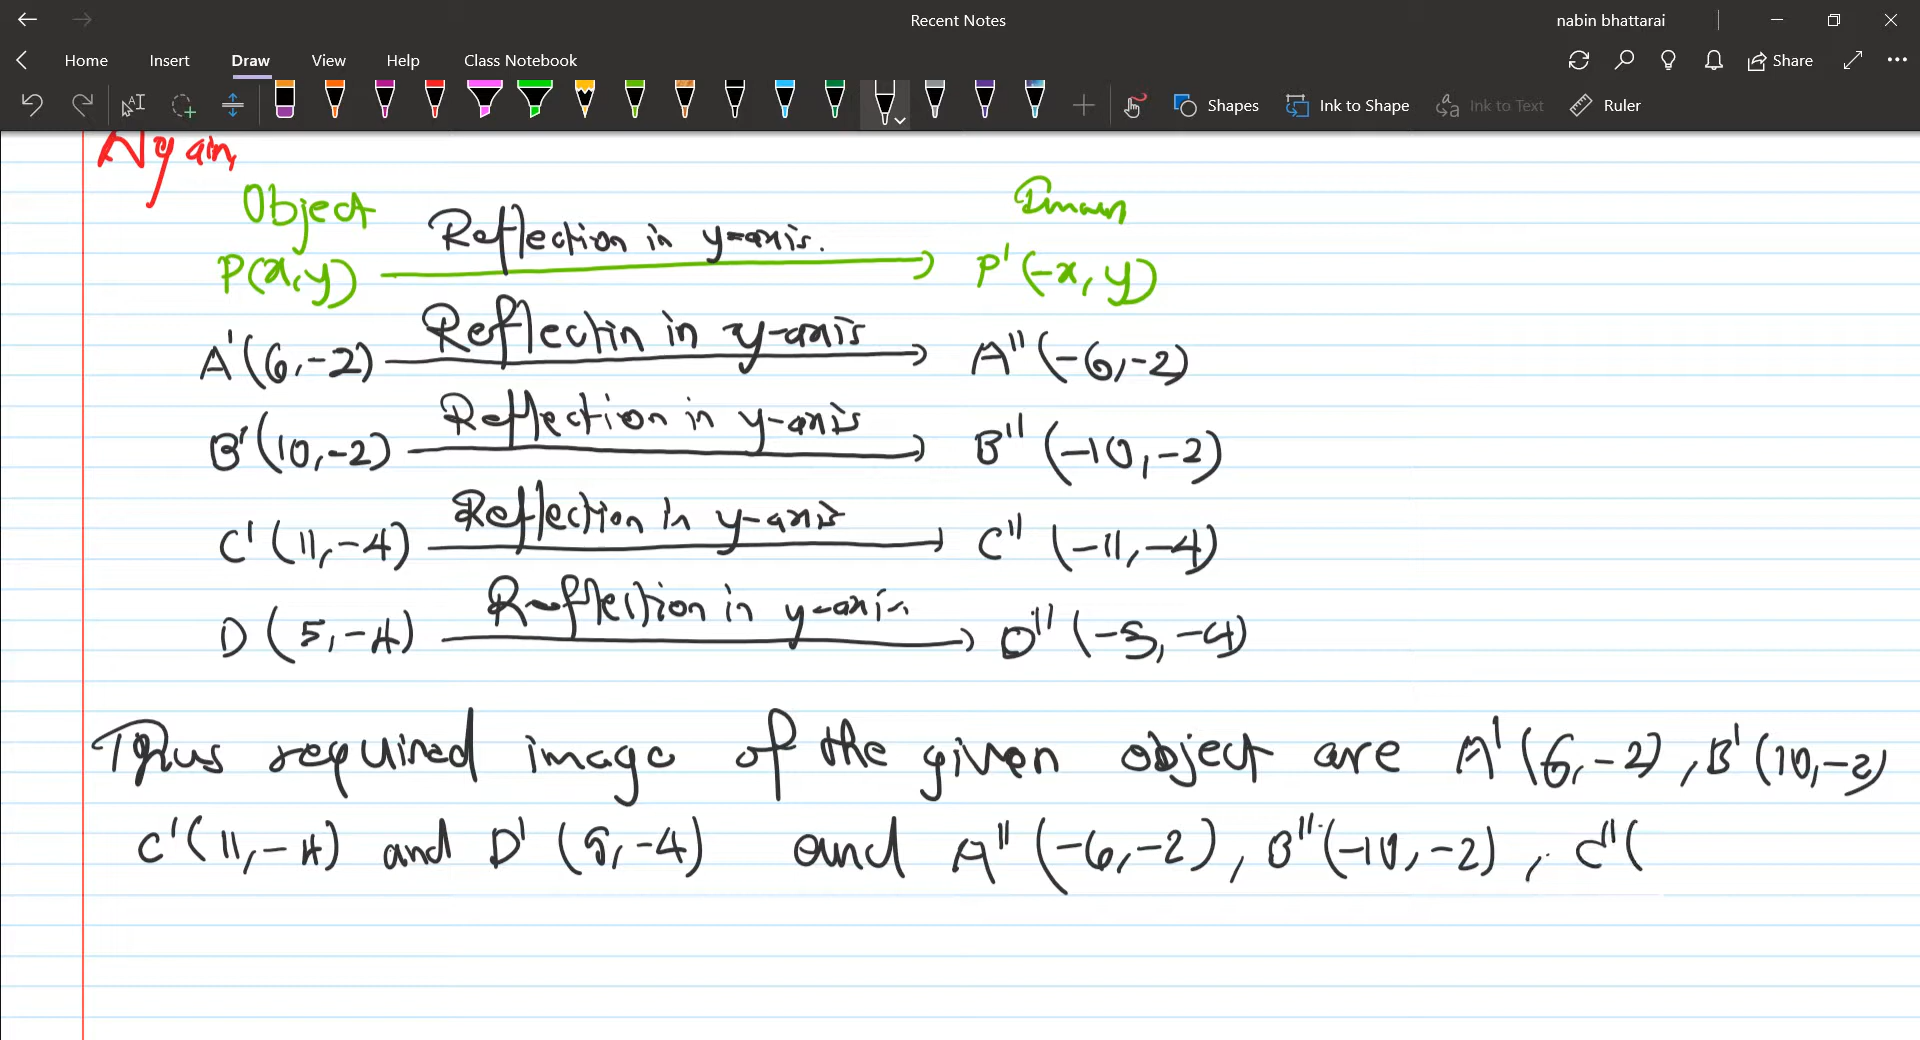 Recent Notes
nabin bhattarai
Home Insert Draw View Help Class Notebook
Share
Shapes Ink to Shape Ink to Text Ruler
Again,
Object
Reflection in y=axis.
P(x,y) P'(-x, y)
Reflectin in y-axis
A'(6,-2) A''(-6,-2)
Reflection in y-axis
B'(10,-2) B''(-10,-2)
Reflection in y-axis
C'(11,-4) C''(-11,-4)
Reflection in y-axis
D(5,-4) D''(-5,-4)
Thus required image of the given object are A'(6,-2), B'(10,-2)
C'(11,-4) and D'(5,-4) and A''(-6,-2), B''(-10,-2), C''(